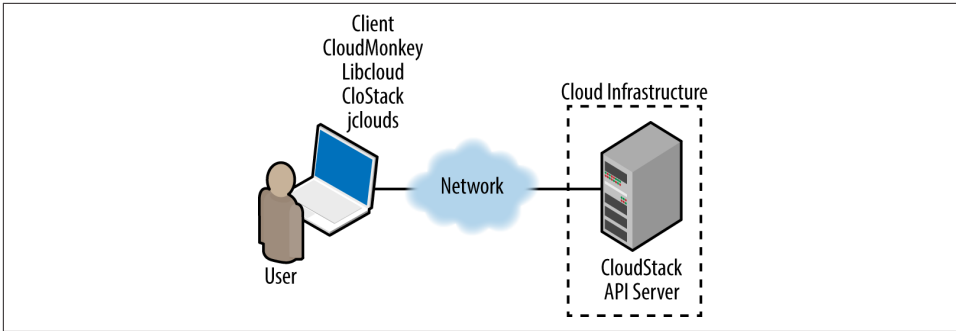 Client
CloudMonkey
Libcloud
CloStack
jclouds
Cloud Infrastructure
Network
User
CloudStack
API Server